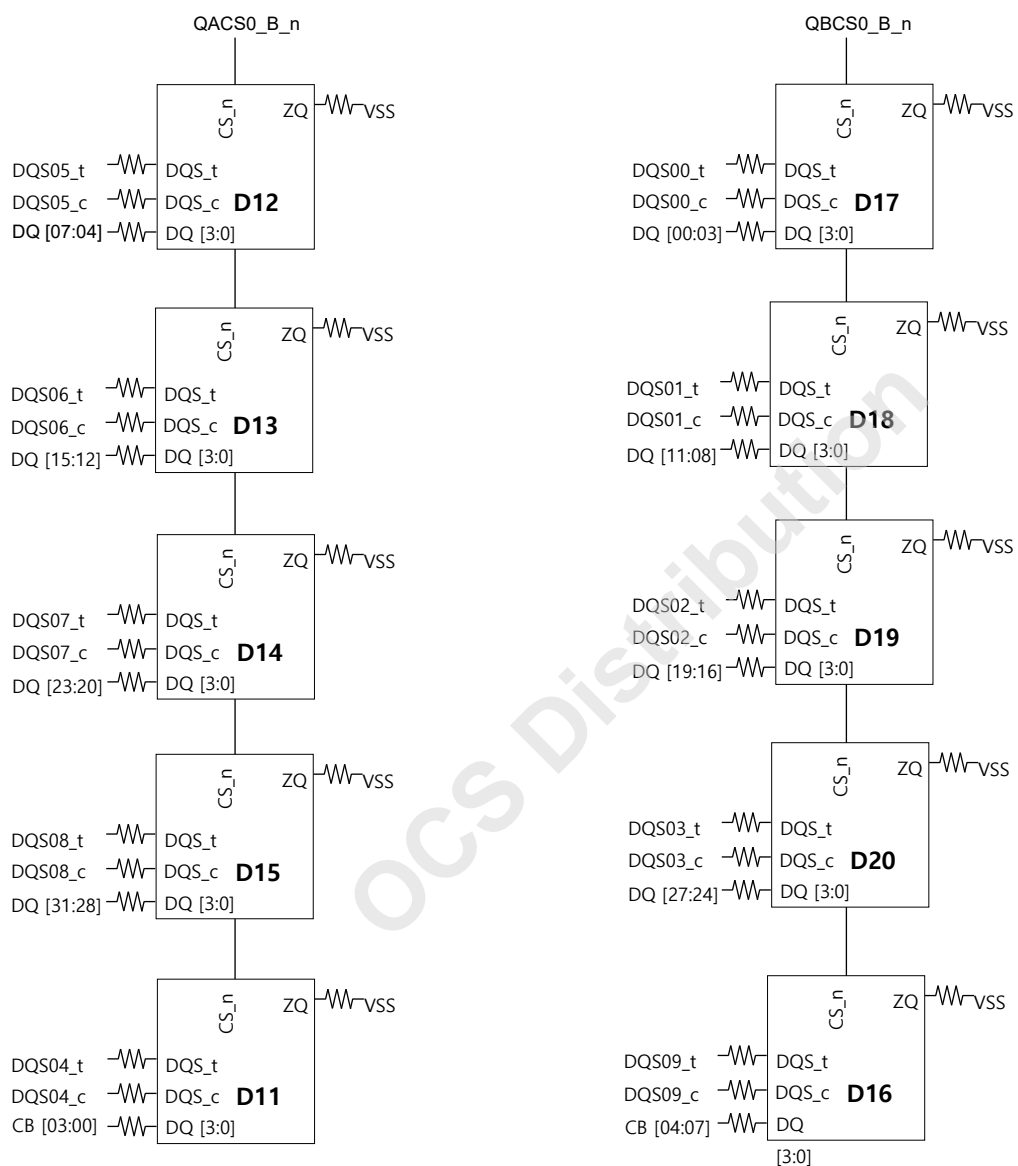 QACS0_B_n
CS_n
ZQ
VSS
DQS05_t
DQS_t
DQS05_c
DQS_c
D12
DQ [07:04]
DQ [3:0]
CS_n
ZQ
VSS
DQS06_t
DQS_t
DQS06_c
DQS_c
D13
DQ [15:12]
DQ [3:0]
CS_n
ZQ
VSS
DQS07_t
DQS_t
DQS07_c
DQS_c
D14
DQ [23:20]
DQ [3:0]
CS_n
ZQ
VSS
DQS08_t
DQS_t
DQS08_c
DQS_c
D15
DQ [31:28]
DQ [3:0]
CS_n
ZQ
VSS
DQS04_t
DQS_t
DQS04_c
DQS_c
D11
CB [03:00]
DQ [3:0]
QBCS0_B_n
CS_n
ZQ
VSS
DQS00_t
DQS_t
DQS00_c
DQS_c
D17
DQ [00:03]
DQ [3:0]
CS_n
ZQ
VSS
DQS01_t
DQS_t
DQS01_c
DQS_c
D18
DQ [11:08]
DQ [3:0]
CS_n
ZQ
VSS
DQS02_t
DQS_t
DQS02_c
DQS_c
D19
DQ [19:16]
DQ [3:0]
CS_n
ZQ
VSS
DQS03_t
DQS_t
DQS03_c
DQS_c
D20
DQ [27:24]
DQ [3:0]
CS_n
ZQ
VSS
DQS09_t
DQS_t
DQS09_c
DQS_c
D16
CB [04:07]
DQ
[3:0]
OCS Distribution